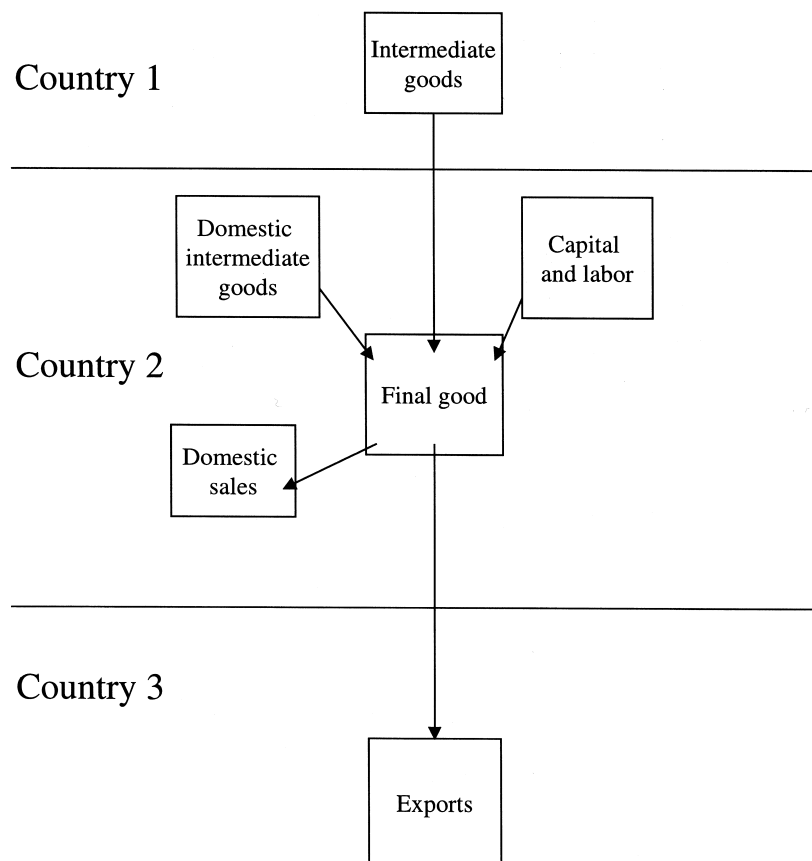 Country 1
Intermediate
goods
Domestic
intermediate
goods
Capital
and labor
Country 2
Final good
Domestic
sales
Country 3
Exports